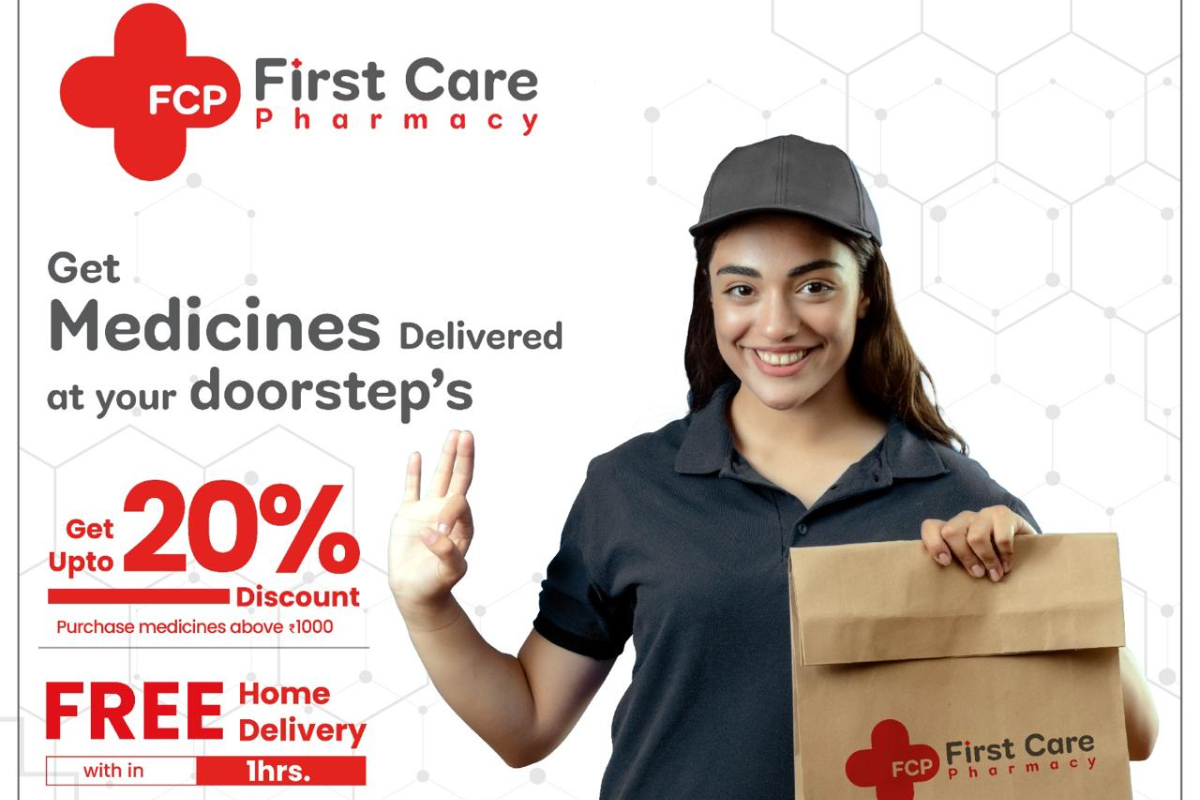 FCP
First Care
Pharmacy
Get
Medicines Delivered
at your doorstep's
Get
Upto 20%
Discount
Purchase medicines above ₹1000
FREE Home
Delivery
with in 1hrs.
FCP
First Care
Pharmacy